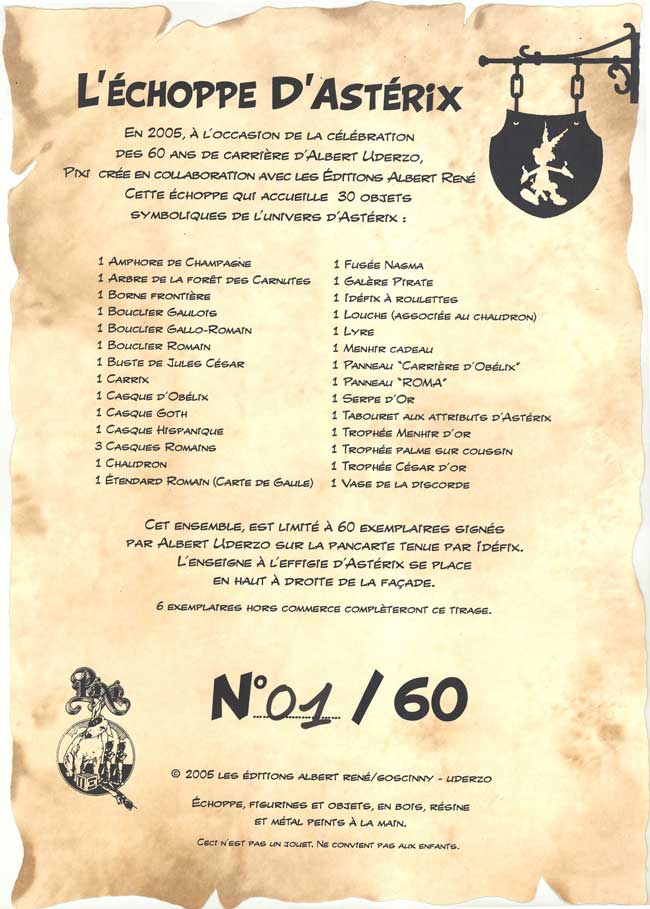 L'ÉCHOPPE D'ASTÉRIX
EN 2005, À L'OCCASION DE LA CÉLÉBRATION
DES 60 ANS DE CARRIÈRE D'ALBERT UDERZO,
PIXI CRÉE EN COLLABORATION AVEC LES ÉDITIONS ALBERT RENÉ
CETTE ÉCHOPPE QUI ACCUEILLE 30 OBJETS
SYMBOLIQUES DE L'UNIVERS D'ASTÉRIX :
1 AMPHORE DE CHAMPAGNE
1 ARBRE DE LA FORÊT DES CARNUTES
1 BORNE FRONTIÈRE
1 BOUCLIER GAULOIS
1 BOUCLIER GALLO-ROMAIN
1 BOUCLIER ROMAIN
1 BUSTE DE JULES CÉSAR
1 CARRIX
1 CASQUE D'OBÉLIX
1 CASQUE GOTH
1 CASQUE HISPANIQUE
3 CASQUES ROMAINS
1 CHAUDRON
1 ÉTENDARD ROMAIN (CARTE DE GAULE)
1 FUSÉE NAGMA
1 GALÈRE PIRATE
1 IDÉFIX À ROULETTES
1 LOUCHE (ASSOCIÉE AU CHAUDRON)
1 LYRE
1 MENHIR CADEAU
1 PANNEAU "CARRIÈRE D'OBÉLIX"
1 PANNEAU "ROMA"
1 SERPE D'OR
1 TABOURET AUX ATTRIBUTS D'ASTÉRIX
1 TROPHÉE MENHIR D'OR
1 TROPHÉE PALME SUR COUSSIN
1 TROPHÉE CÉSAR D'OR
1 VASE DE LA DISCORDE
CET ENSEMBLE, EST LIMITÉ À 60 EXEMPLAIRES SIGNÉS
PAR ALBERT UDERZO SUR LA PANCARTE TENUE PAR IDÉFIX.
L'ENSEIGNE À L'EFFIGIE D'ASTÉRIX SE PLACE
EN HAUT À DROITE DE LA FAÇADE.
6 EXEMPLAIRES HORS COMMERCE COMPLÈTERONT CE TIRAGE.
Pixi
N°01 / 60
© 2005 LES ÉDITIONS ALBERT RENÉ/GOSCINNY - UDERZO
ÉCHOPPE, FIGURINES ET OBJETS, EN BOIS, RÉSINE
ET MÉTAL PEINTS À LA MAIN.
CECI N'EST PAS UN JOUET. NE CONVIENT PAS AUX ENFANTS.